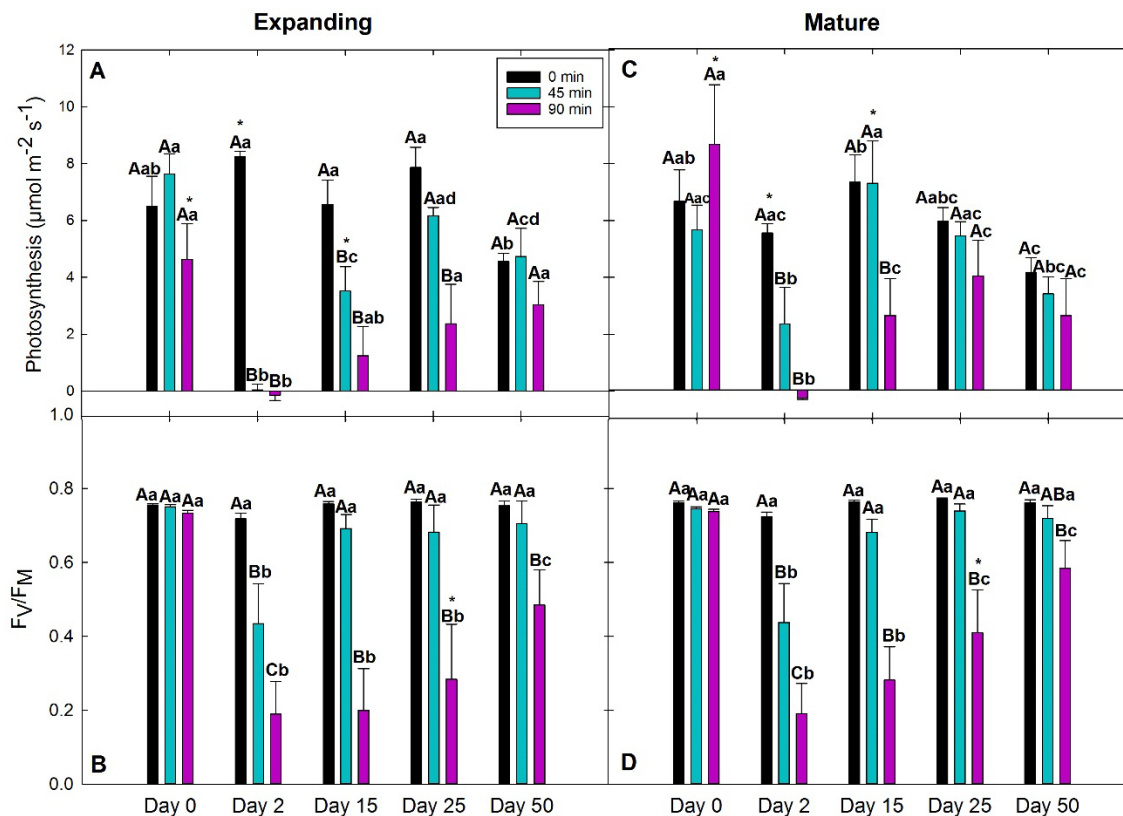 Expanding
Mature
A
C
0 min
45 min
90 min
Photosynthesis (µmol m-2 s-1)
12
10
8
6
4
2
0
Aab Aa * Aa
* Aa Bb Bb
Aa * Bc Bab
Aa Aad Ba
Ab Acd Aa
Aab Aac * Aa
* Aac Bb Bb
Ab * Aa Bc
Aabc Aac Ac
Ac Abc Ac
FV/FM
1.0
0.8
0.6
0.4
0.2
0.0
Aa Aa Aa
Aa Bb Cb
Aa Aa Bb
Aa Aa * Bb
Aa Aa Bc
Aa Aa Aa
Aa Bb Cb
Aa Aa Bb
Aa Aa * Bc
Aa ABa Bc
B
D
Day 0 Day 2 Day 15 Day 25 Day 50
Day 0 Day 2 Day 15 Day 25 Day 50